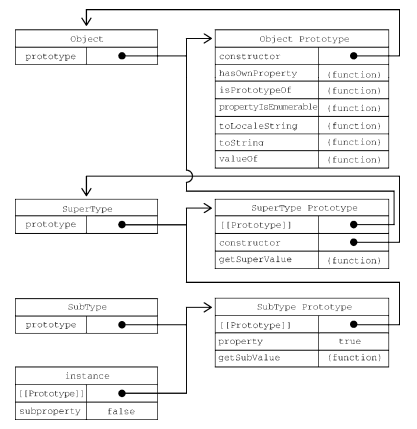 Object
prototype
Object Prototype
constructor
hasOwnProperty (function)
isPrototypeOf (function)
propertyIsEnumerable (function)
toLocaleString (function)
toString (function)
valueOf (function)
SuperType
prototype
SuperType Prototype
[[Prototype]]
constructor
getSuperValue (function)
SubType
prototype
SubType Prototype
[[Prototype]]
property true
getSubValue (function)
instance
[[Prototype]]
subproperty false